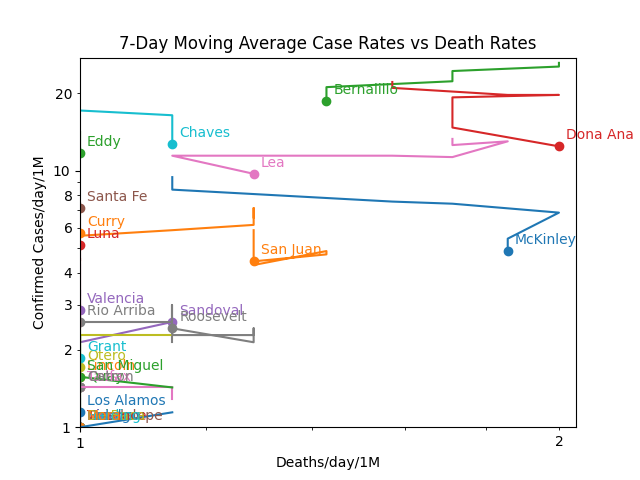 7-Day Moving Average Case Rates vs Death Rates
Bernalillo
20
Dona Ana
Chaves
Eddy
Lea
10
8
Santa Fe
Curry
6
Luna
San Juan
McKinley
4
Confirmed Cases/day/1M
Valencia
3
Rio Arriba
Sandoval
Roosevelt
Grant
2
Otero
Lincoln
San Miguel
Los Alamos
1
1
2
Deaths/day/1M